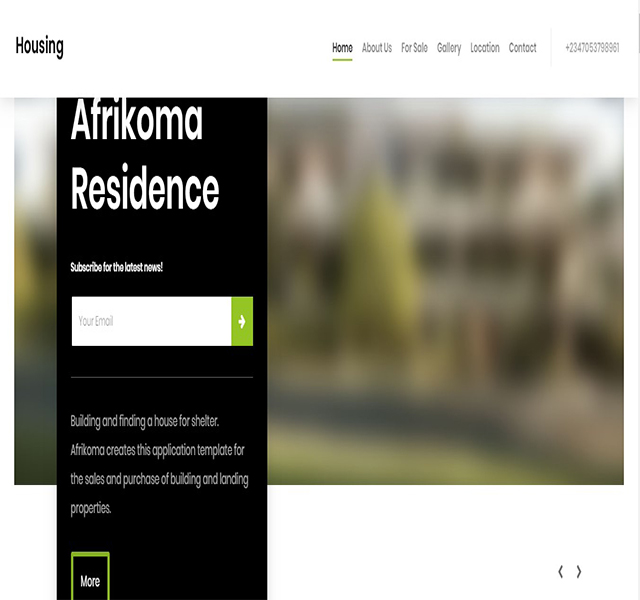 Housing
Home About Us For Sale Gallery Location Contact +2347053798961
Afrikoma
Residence
Subscribe for the latest news!
Your Email
Building and finding a house for shelter.
Afrikoma creates this application template for
the sales and purchase of building and landing
properties.
More